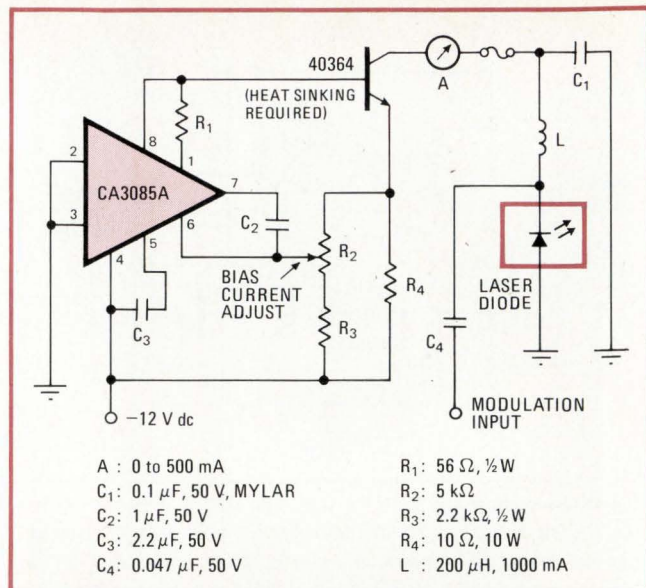 40364
(HEAT SINKING
REQUIRED)
A
C₁
R₁
L
8
1
2
3
CA3085A
7
6
5
4
C₂
C₃
BIAS
CURRENT
ADJUST
R₂
R₃
R₄
LASER
DIODE
C₄
−12 V dc
MODULATION
INPUT
A : 0 to 500 mA
C₁: 0.1 μF, 50 V, MYLAR
C₂: 1 μF, 50 V
C₃: 2.2 μF, 50 V
C₄: 0.047 μF, 50 V
R₁: 56 Ω, ½ W
R₂: 5 kΩ
R₃: 2.2 kΩ, ½ W
R₄: 10 Ω, 10 W
L : 200 μH, 1000 mA